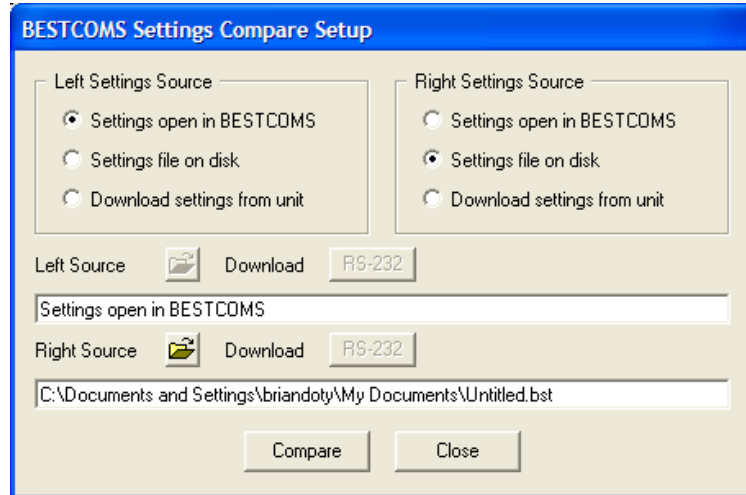 BESTCOMS Settings Compare Setup
Left Settings Source
Settings open in BESTCOMS
Settings file on disk
Download settings from unit
Right Settings Source
Settings open in BESTCOMS
Settings file on disk
Download settings from unit
Left Source Download RS-232
Settings open in BESTCOMS
Right Source Download RS-232
C:\Documents and Settings\briandoty\My Documents\Untitled.bst
Compare Close